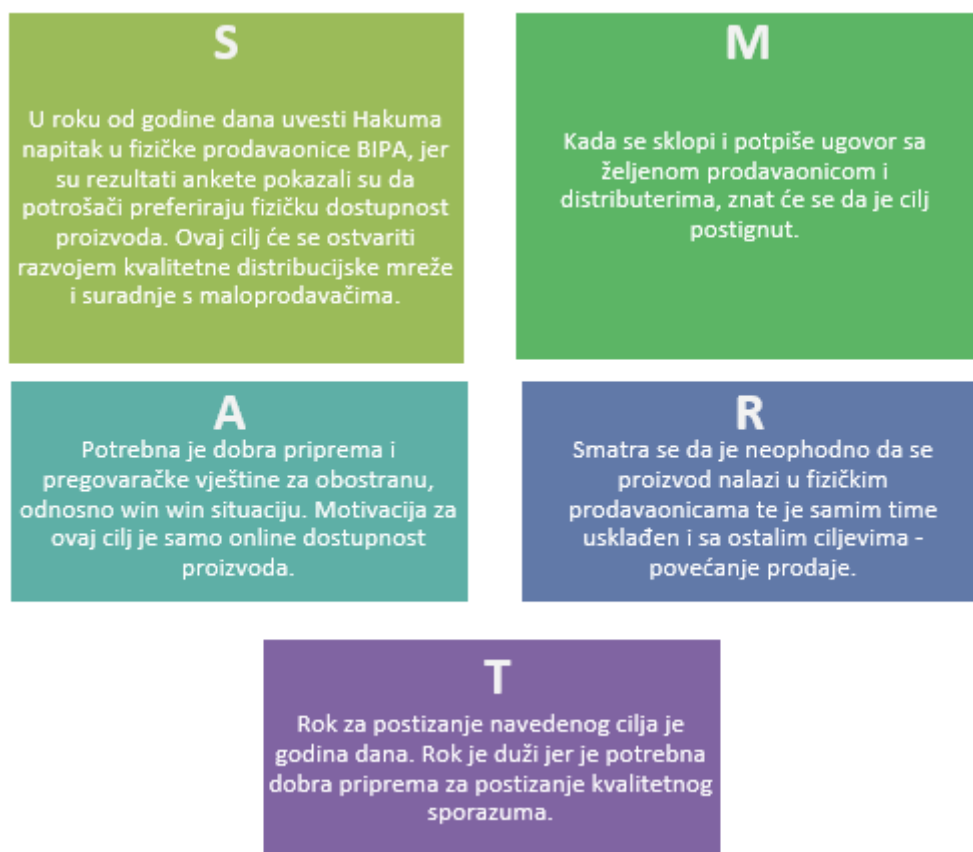 S
U roku od godine dana uvesti Hakuma
napitak u fizičke prodavaonice BIPA, jer
su rezultati ankete pokazali su da
potrošači preferiraju fizičku dostupnost
proizvoda. Ovaj cilj će se ostvariti
razvojem kvalitetne distribucijske mreže
i suradnje s maloprodavačima.
M
Kada se sklopi i potpiše ugovor sa
željenom prodavaonicom i
distributerima, znat će se da je cilj
postignut.
A
Potrebna je dobra priprema i
pregovaračke vještine za obostranu,
odnosno win win situaciju. Motivacija za
ovaj cilj je samo online dostupnost
proizvoda.
R
Smatra se da je neophodno da se
proizvod nalazi u fizičkim
prodavaonicama te je samim time
usklađen i sa ostalim ciljevima -
povećanje prodaje.
T
Rok za postizanje navedenog cilja je
godina dana. Rok je duži jer je potrebna
dobra priprema za postizanje kvalitetnog
sporazuma.